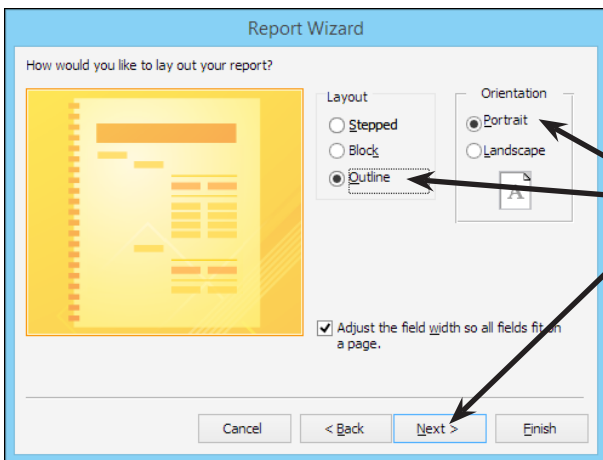 Report Wizard
How would you like to lay out your report?
Layout
Stepped
Block
Outline
Orientation
Portrait
Landscape
A
Adjust the field width so all fields fit on
a page.
Cancel
< Back
Next >
Finish